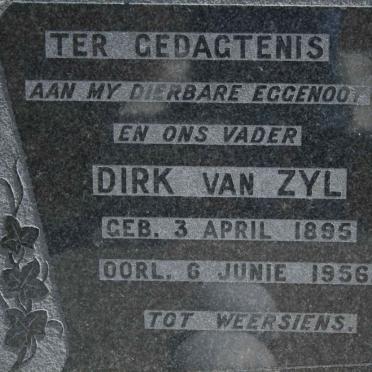 TER GEDAGTENIS
AAN MY DIERBARE EGGENOOT
EN ONS VADER
DIRK VAN ZYL
GEB. 3 APRIL 1895
OORL. 6 JUNIE 1956
TOT WEERSIENS.